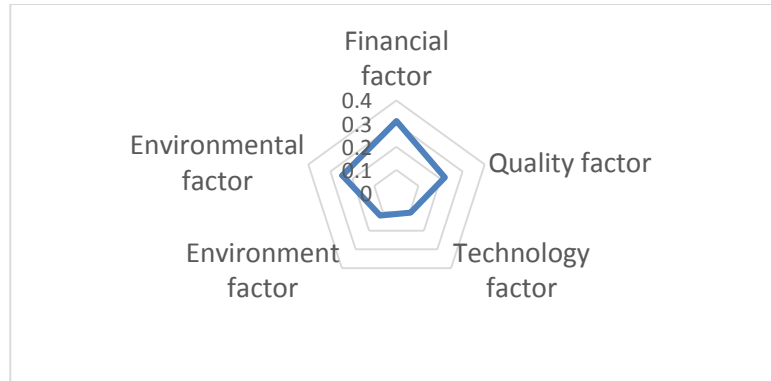 Financial
factor
0.4
0.3
0.2
0.1
0
Environmental
factor
Quality factor
Environment
factor
Technology
factor